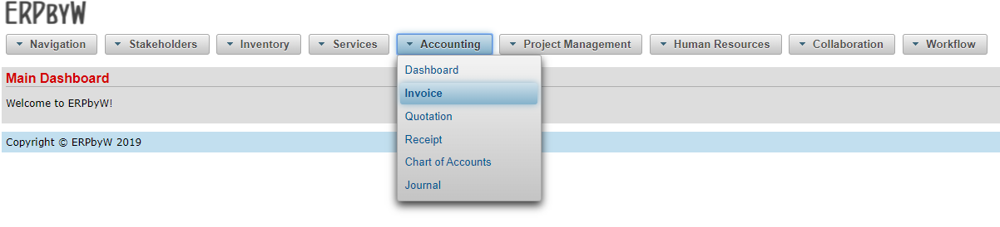 ERPBYW
Navigation Stakeholders Inventory Services Accounting Project Management Human Resources Collaboration Workflow
Dashboard
Invoice
Quotation
Receipt
Chart of Accounts
Journal
Main Dashboard
Welcome to ERPbyW!
Copyright © ERPbyW 2019